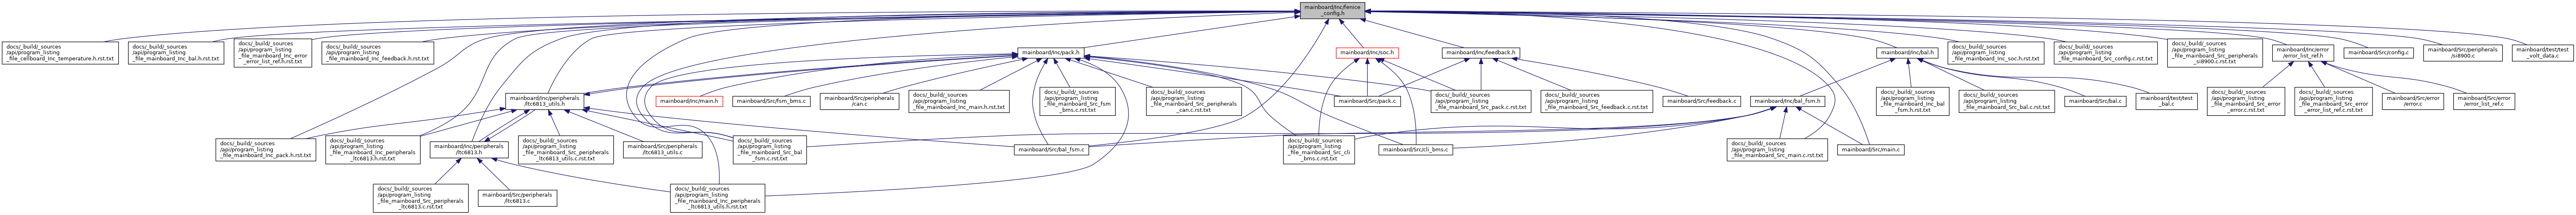 mainboard/Inc/fenice
_config.h
docs/_build/_sources
/api/program_listing
_file_cellboard_Inc_temperature.h.rst.txt
docs/_build/_sources
/api/program_listing
_file_mainboard_Inc_bal.h.rst.txt
docs/_build/_sources
/api/program_listing
_file_mainboard_Inc_error
_error_list_ref.h.rst.txt
docs/_build/_sources
/api/program_listing
_file_mainboard_Inc_feedback.h.rst.txt
mainboard/Inc/pack.h
mainboard/Inc/soc.h
mainboard/Inc/feedback.h
mainboard/Inc/bal.h
docs/_build/_sources
/api/program_listing
_file_mainboard_Inc_soc.h.rst.txt
docs/_build/_sources
/api/program_listing
_file_mainboard_Src_config.c.rst.txt
docs/_build/_sources
/api/program_listing
_file_mainboard_Src_peripherals
_si8900.c.rst.txt
mainboard/Inc/error
/error_list_ref.h
mainboard/Src/config.c
mainboard/Src/peripherals
/si8900.c
mainboard/test/test
_volt_data.c
mainboard/Inc/peripherals
/ltc6813_utils.h
mainboard/Inc/main.h
mainboard/Src/fsm_bms.c
mainboard/Src/peripherals
/can.c
docs/_build/_sources
/api/program_listing
_file_mainboard_Inc_main.h.rst.txt
docs/_build/_sources
/api/program_listing
_file_mainboard_Src_fsm
_bms.c.rst.txt
docs/_build/_sources
/api/program_listing
_file_mainboard_Src_peripherals
_can.c.rst.txt
mainboard/Src/pack.c
docs/_build/_sources
/api/program_listing
_file_mainboard_Src_pack.c.rst.txt
docs/_build/_sources
/api/program_listing
_file_mainboard_Src_feedback.c.rst.txt
mainboard/Src/feedback.c
mainboard/Inc/bal_fsm.h
docs/_build/_sources
/api/program_listing
_file_mainboard_Inc_bal
_fsm.h.rst.txt
docs/_build/_sources
/api/program_listing
_file_mainboard_Src_bal.c.rst.txt
mainboard/Src/bal.c
mainboard/test/test
_bal.c
docs/_build/_sources
/api/program_listing
_file_mainboard_Src_error
_error.c.rst.txt
docs/_build/_sources
/api/program_listing
_file_mainboard_Src_error
_error_list_ref.c.rst.txt
mainboard/Src/error
/error.c
mainboard/Src/error
/error_list_ref.c
docs/_build/_sources
/api/program_listing
_file_mainboard_Inc_pack.h.rst.txt
docs/_build/_sources
/api/program_listing
_file_mainboard_Inc_peripherals
_ltc6813.h.rst.txt
mainboard/Inc/peripherals
/ltc6813.h
docs/_build/_sources
/api/program_listing
_file_mainboard_Src_peripherals
_ltc6813_utils.c.rst.txt
mainboard/Src/peripherals
/ltc6813_utils.c
docs/_build/_sources
/api/program_listing
_file_mainboard_Src_bal
_fsm.c.rst.txt
mainboard/Src/bal_fsm.c
docs/_build/_sources
/api/program_listing
_file_mainboard_Src_cli
_bms.c.rst.txt
mainboard/Src/cli_bms.c
docs/_build/_sources
/api/program_listing
_file_mainboard_Src_main.c.rst.txt
mainboard/Src/main.c
docs/_build/_sources
/api/program_listing
_file_mainboard_Src_peripherals
_ltc6813.c.rst.txt
mainboard/Src/peripherals
/ltc6813.c
docs/_build/_sources
/api/program_listing
_file_mainboard_Inc_peripherals
_ltc6813_utils.h.rst.txt